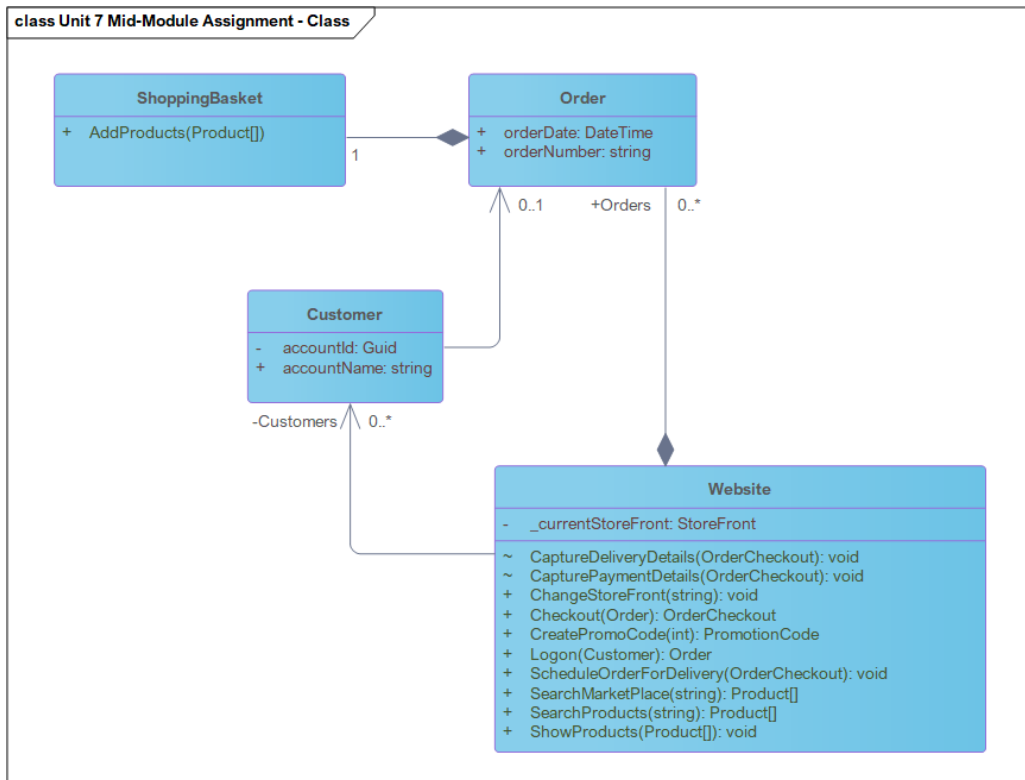 class Unit 7 Mid-Module Assignment - Class
ShoppingBasket
+ AddProducts(Product[])
1
Order
+ orderDate: DateTime
+ orderNumber: string
0..1
+Orders
0..*
Customer
- accountId: Guid
+ accountName: string
-Customers
0..*
Website
- _currentStoreFront: StoreFront
~ CaptureDeliveryDetails(OrderCheckout): void
~ CapturePaymentDetails(OrderCheckout): void
+ ChangeStoreFront(string): void
+ Checkout(Order): OrderCheckout
+ CreatePromoCode(int): PromotionCode
+ Logon(Customer): Order
+ ScheduleOrderForDelivery(OrderCheckout): void
+ SearchMarketPlace(string): Product[]
+ SearchProducts(string): Product[]
+ ShowProducts(Product[]): void